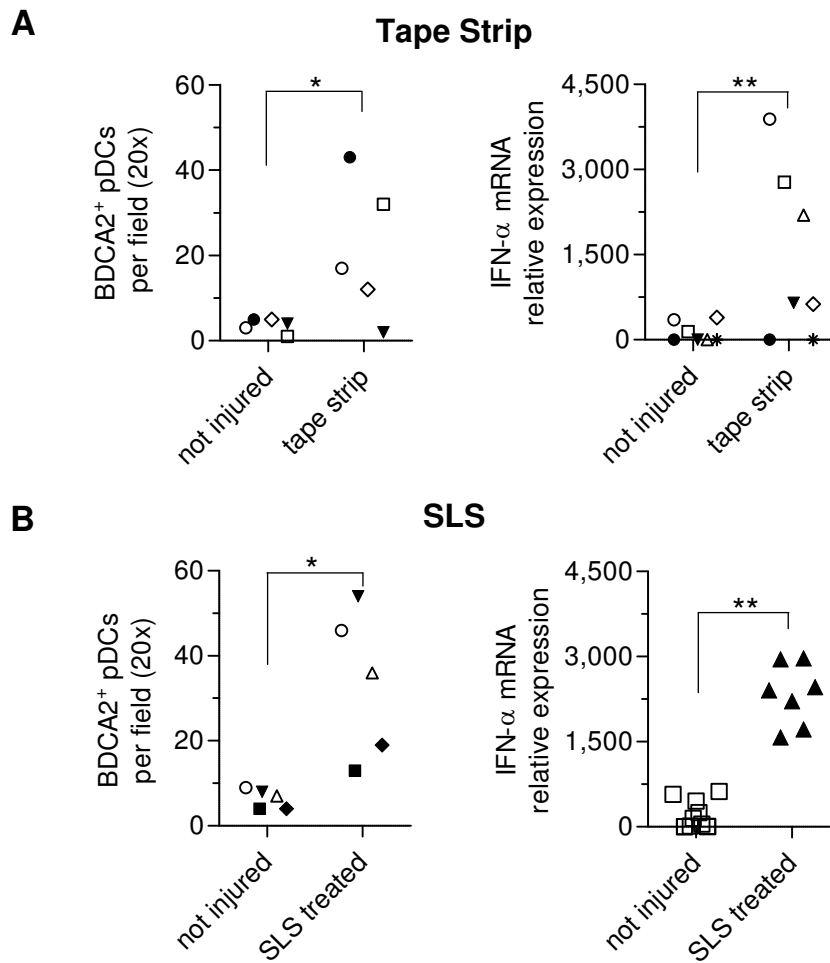 A
Tape Strip
BDCA2⁺ pDCs
per field (20x)
60
40
20
0
*
not injured
tape strip
IFN-α mRNA
relative expression
4,500
3,000
1,500
0
**
not injured
tape strip
B
SLS
BDCA2⁺ pDCs
per field (20x)
60
40
20
0
*
not injured
SLS treated
IFN-α mRNA
relative expression
4,500
3,000
1,500
0
**
not injured
SLS treated